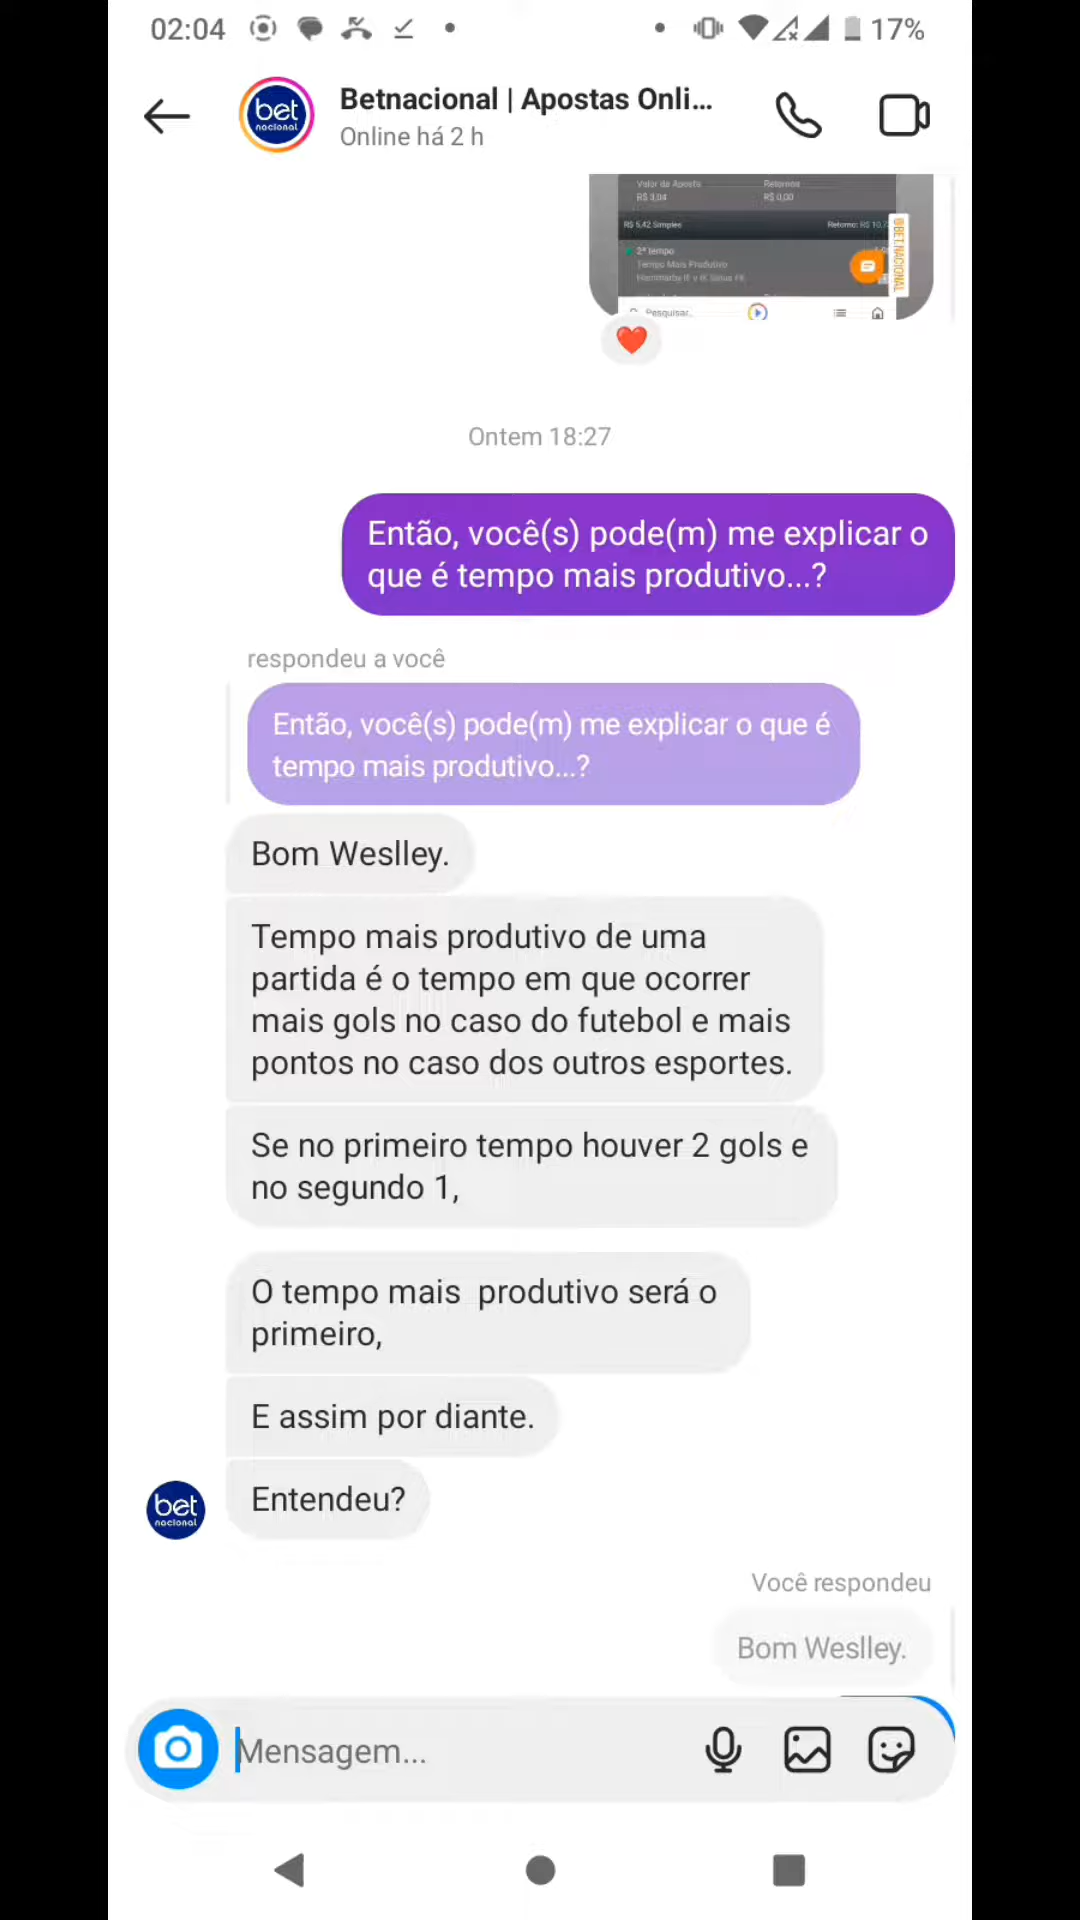 02:04
17%
bet
nacional
Betnacional | Apostas Onli...
Online há 2 h
Valor da Aposta
Retornos
R$ 3,04
R$ 0,00
R$ 5,42 Simples
Retorno: R$ 10,
2º tempo
Tempo Mais Produtivo
Hammarby IF v IK Sirius FK
@BET.NACIONAL
Pesquisar..
Ontem 18:27
Então, você(s) pode(m) me explicar o
que é tempo mais produtivo...?
respondeu a você
Então, você(s) pode(m) me explicar o que é
tempo mais produtivo...?
Bom Weslley.
Tempo mais produtivo de uma
partida é o tempo em que ocorrer
mais gols no caso do futebol e mais
pontos no caso dos outros esportes.
Se no primeiro tempo houver 2 gols e
no segundo 1,
O tempo mais  produtivo será o
primeiro,
E assim por diante.
Entendeu?
bet
nacional
Você respondeu
Bom Weslley.
Mensagem...